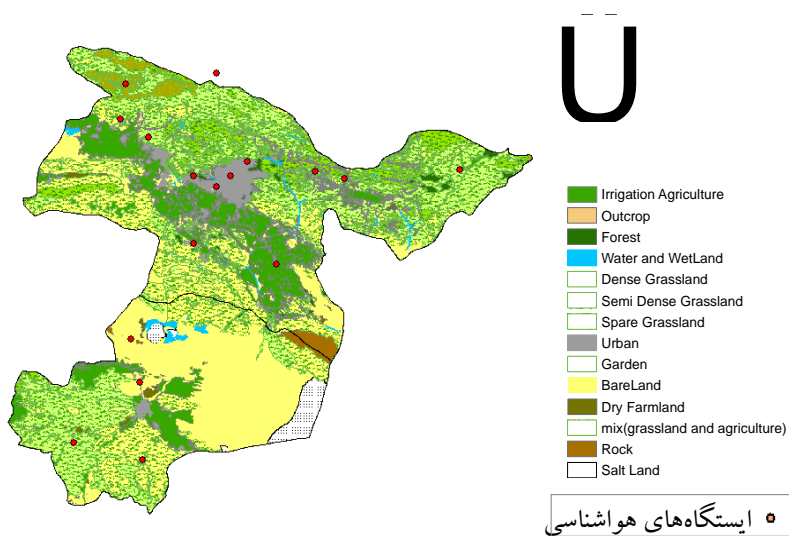 Ü
Irrigation Agriculture
Outcrop
Forest
Water and WetLand
Dense Grassland
Semi Dense Grassland
Spare Grassland
Urban
Garden
BareLand
Dry Farmland
mix(grassland and agriculture)
Rock
Salt Land
ایستگاه‌های هواشناسی